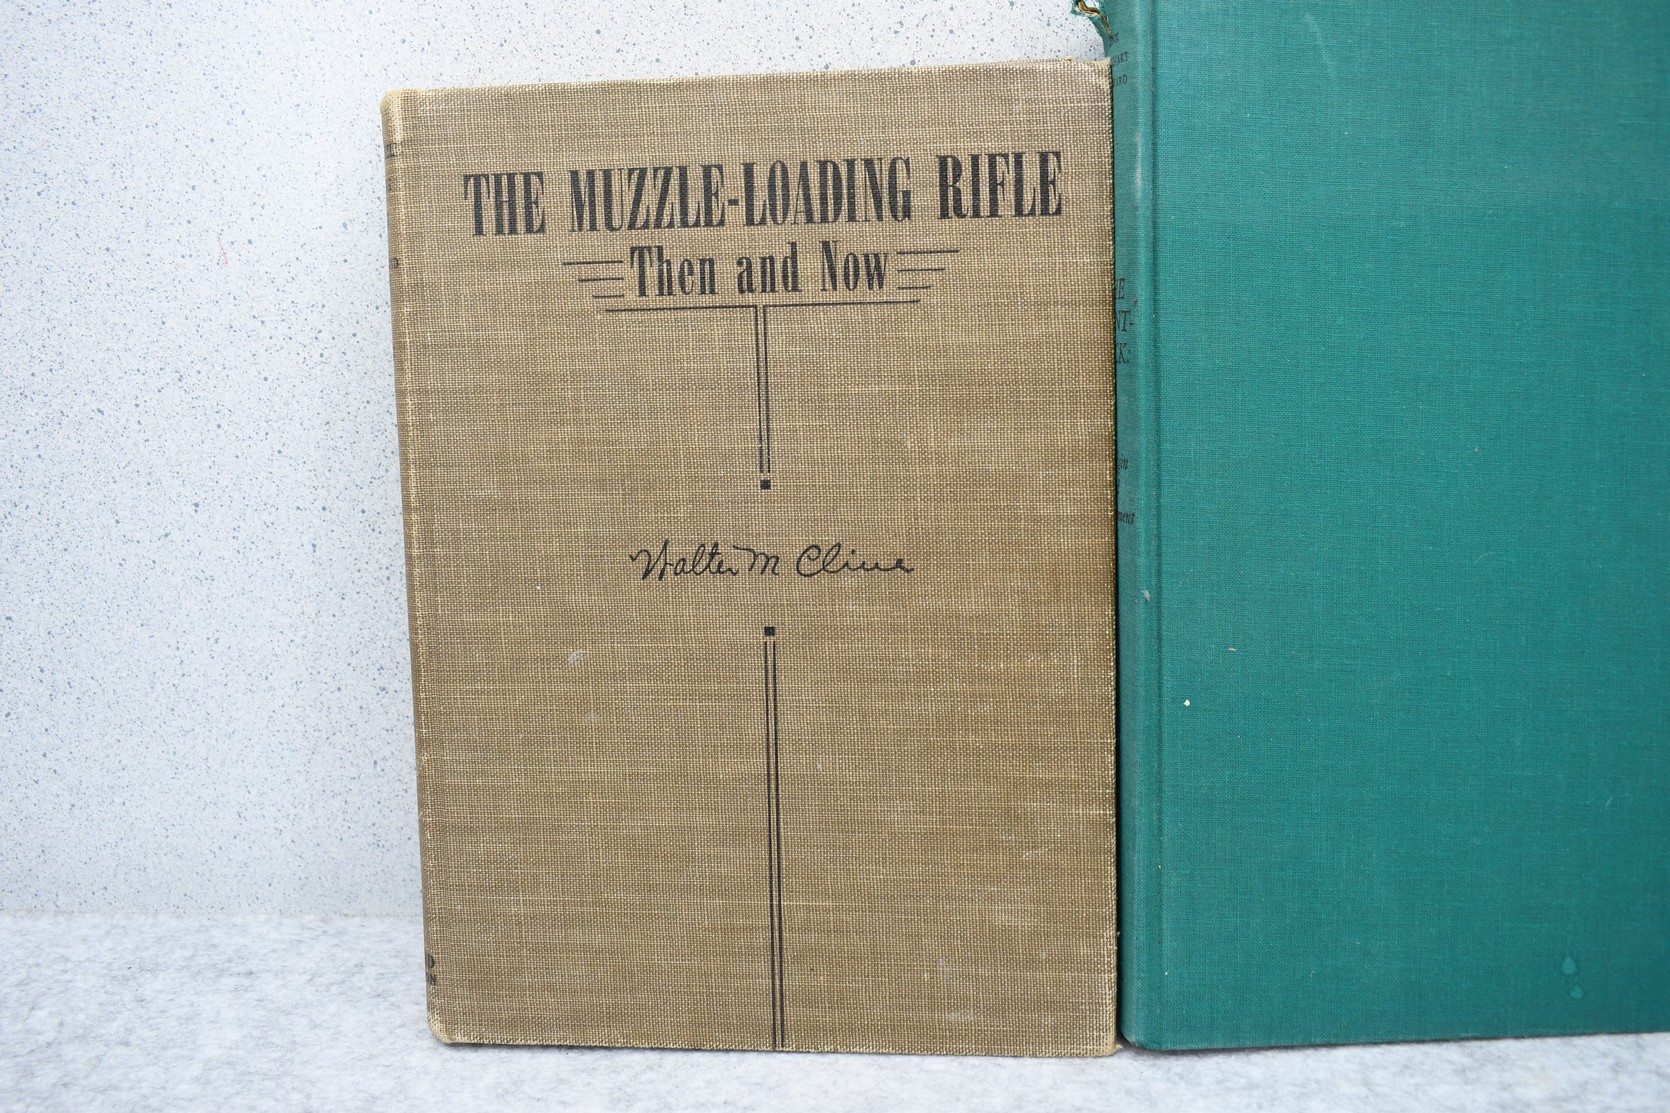 THE MUZZLE-LOADING RIFLE
Then and Now
Walter M Cline